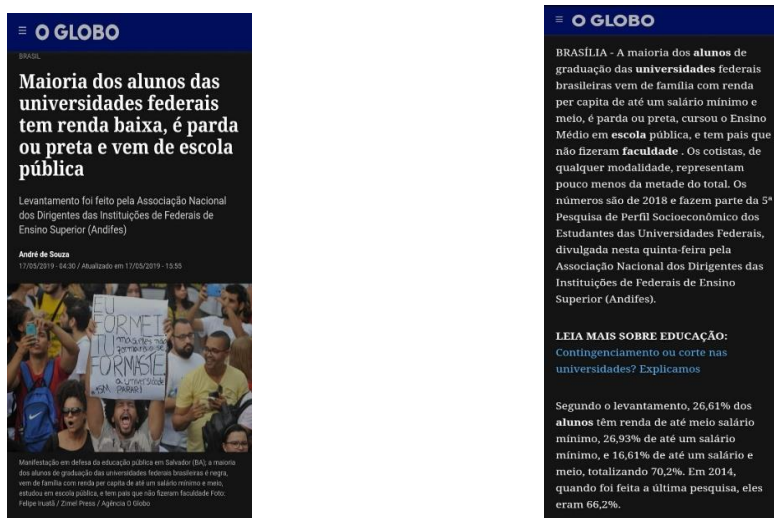 O GLOBO
BRASIL
Maioria dos alunos das
universidades federais
tem renda baixa, é parda
ou preta e vem de escola
pública
Levantamento foi feito pela Associação Nacional
dos Dirigentes das Instituições de Federais de
Ensino Superior (Andifes)
André de Souza
17/05/2019 - 04:30 / Atualizado em 17/05/2019 - 15:55
EU
FORMEI
TU
FORMASTE
a universidade
PARAR!
Manifestação em defesa da educação pública em Salvador (BA); a maioria
dos alunos de graduação das universidades federais brasileiras é negra,
vem de família com renda per capita de até um salário mínimo e meio,
estudou em escola pública, e tem pais que não fizeram faculdade Foto:
Felipe Iruatã / Zimel Press / Agência O Globo
O GLOBO
BRASÍLIA - A maioria dos alunos de
graduação das universidades federais
brasileiras vem de família com renda
per capita de até um salário mínimo e
meio, é parda ou preta, cursou o Ensino
Médio em escola pública, e tem pais que
não fizeram faculdade . Os cotistas, de
qualquer modalidade, representam
pouco menos da metade do total. Os
números são de 2018 e fazem parte da 5ª
Pesquisa de Perfil Socioeconômico dos
Estudantes das Universidades Federais,
divulgada nesta quinta-feira pela
Associação Nacional dos Dirigentes das
Instituições de Federais de Ensino
Superior (Andifes).
LEIA MAIS SOBRE EDUCAÇÃO:
Contingenciamento ou corte nas
universidades? Explicamos
Segundo o levantamento, 26,61% dos
alunos têm renda de até meio salário
mínimo, 26,93% de até um salário
mínimo, e 16,61% de até um salário e
meio, totalizando 70,2%. Em 2014,
quando foi feita a última pesquisa, eles
eram 66,2%.